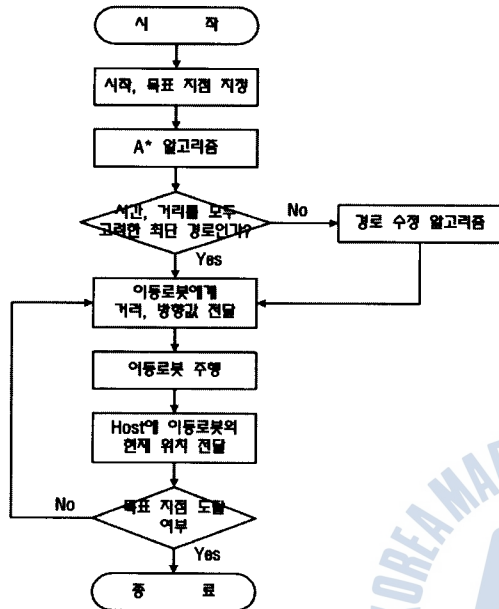 시 작
시작, 목표 지점 지정
A* 알고리즘
시간, 거리를 모두
고려한 최단 경로인가?
No
경로 수정 알고리즘
Yes
이동로봇에게
거리, 방향값 전달
이동로봇 주행
Host에 이동로봇의
현재 위치 전달
No
목표 지점 도달
여부
Yes
종 료
KOREA MAR